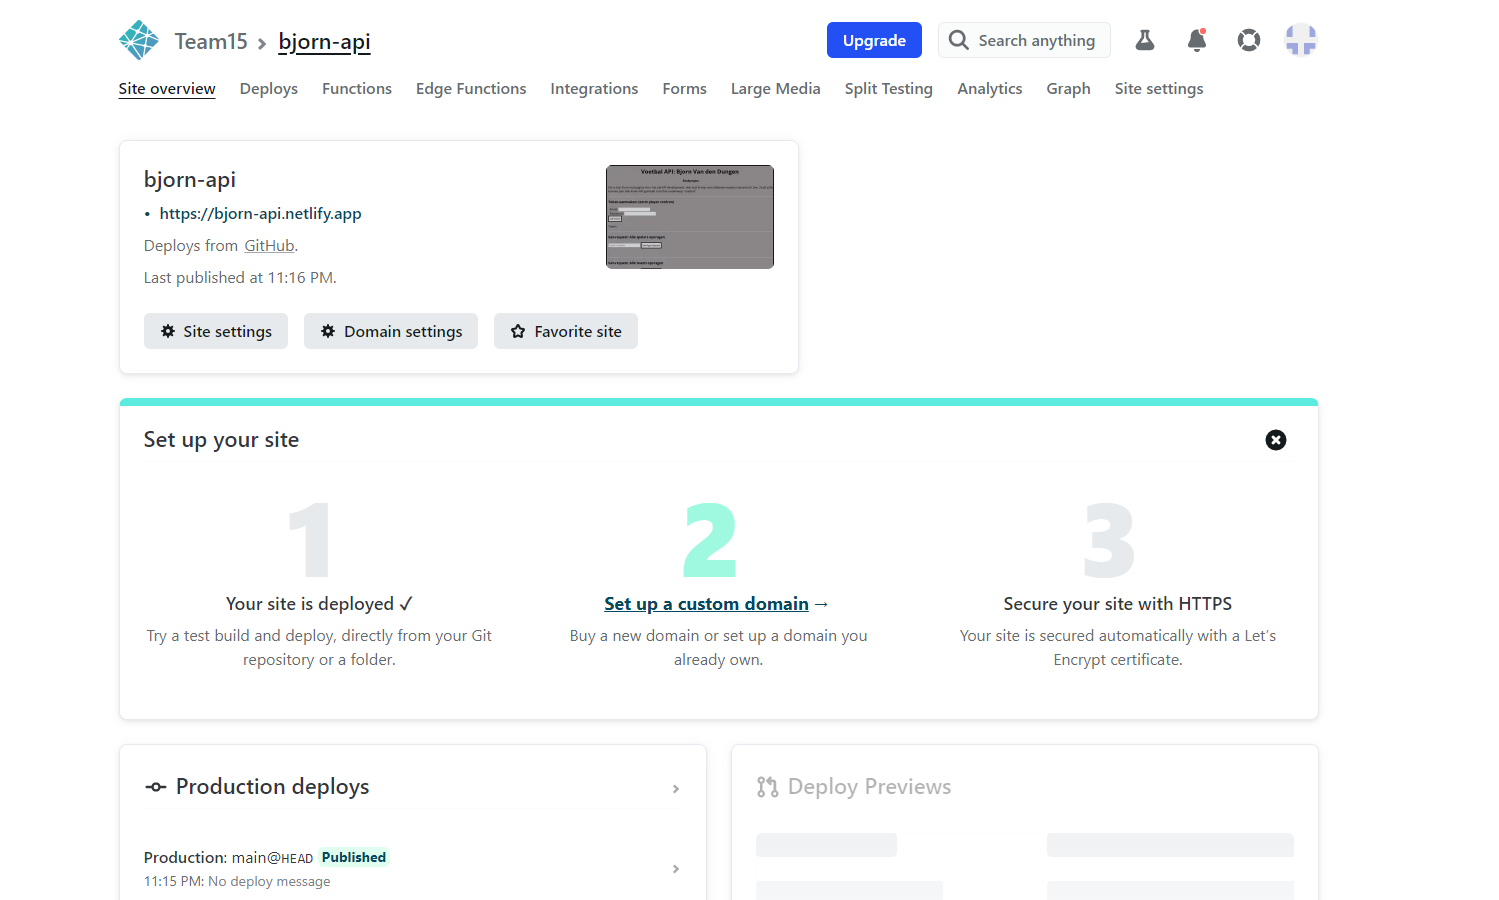 Team15 > bjorn-api
Upgrade
Search anything
Site overview Deploys Functions Edge Functions Integrations Forms Large Media Split Testing Analytics Graph Site settings
bjorn-api
• https://bjorn-api.netlify.app
Deploys from GitHub.
Last published at 11:16 PM.
Voetbal API: Bjorn Van den Dungen
Site settings
Domain settings
Favorite site
Set up your site
1
Your site is deployed ✓
Try a test build and deploy, directly from your Git
repository or a folder.
2
Set up a custom domain →
Buy a new domain or set up a domain you
already own.
3
Secure your site with HTTPS
Your site is secured automatically with a Let’s
Encrypt certificate.
Production deploys
Production: main@HEAD Published
11:15 PM: No deploy message
Deploy Previews